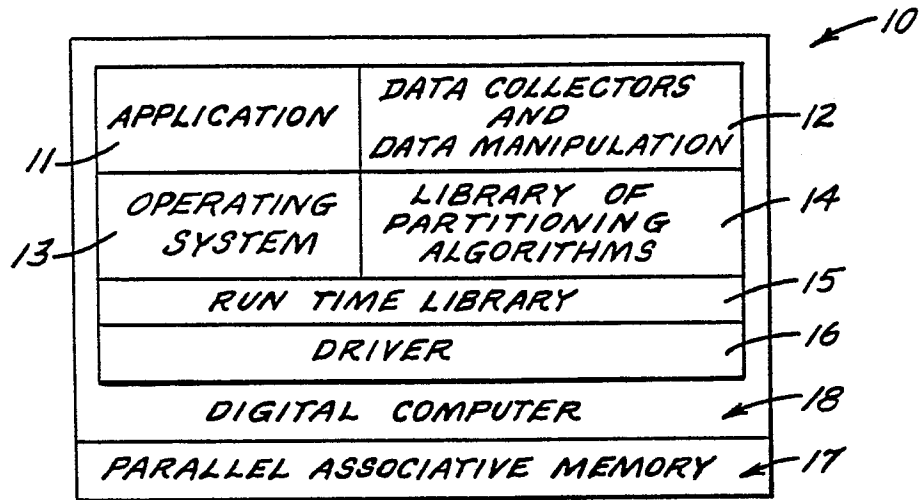 10
APPLICATION
DATA COLLECTORS
AND
DATA MANIPULATION
11
12
OPERATING
SYSTEM
LIBRARY OF
PARTITIONING
ALGORITHMS
13
14
RUN TIME LIBRARY
15
DRIVER
16
DIGITAL COMPUTER
18
PARALLEL ASSOCIATIVE MEMORY
17